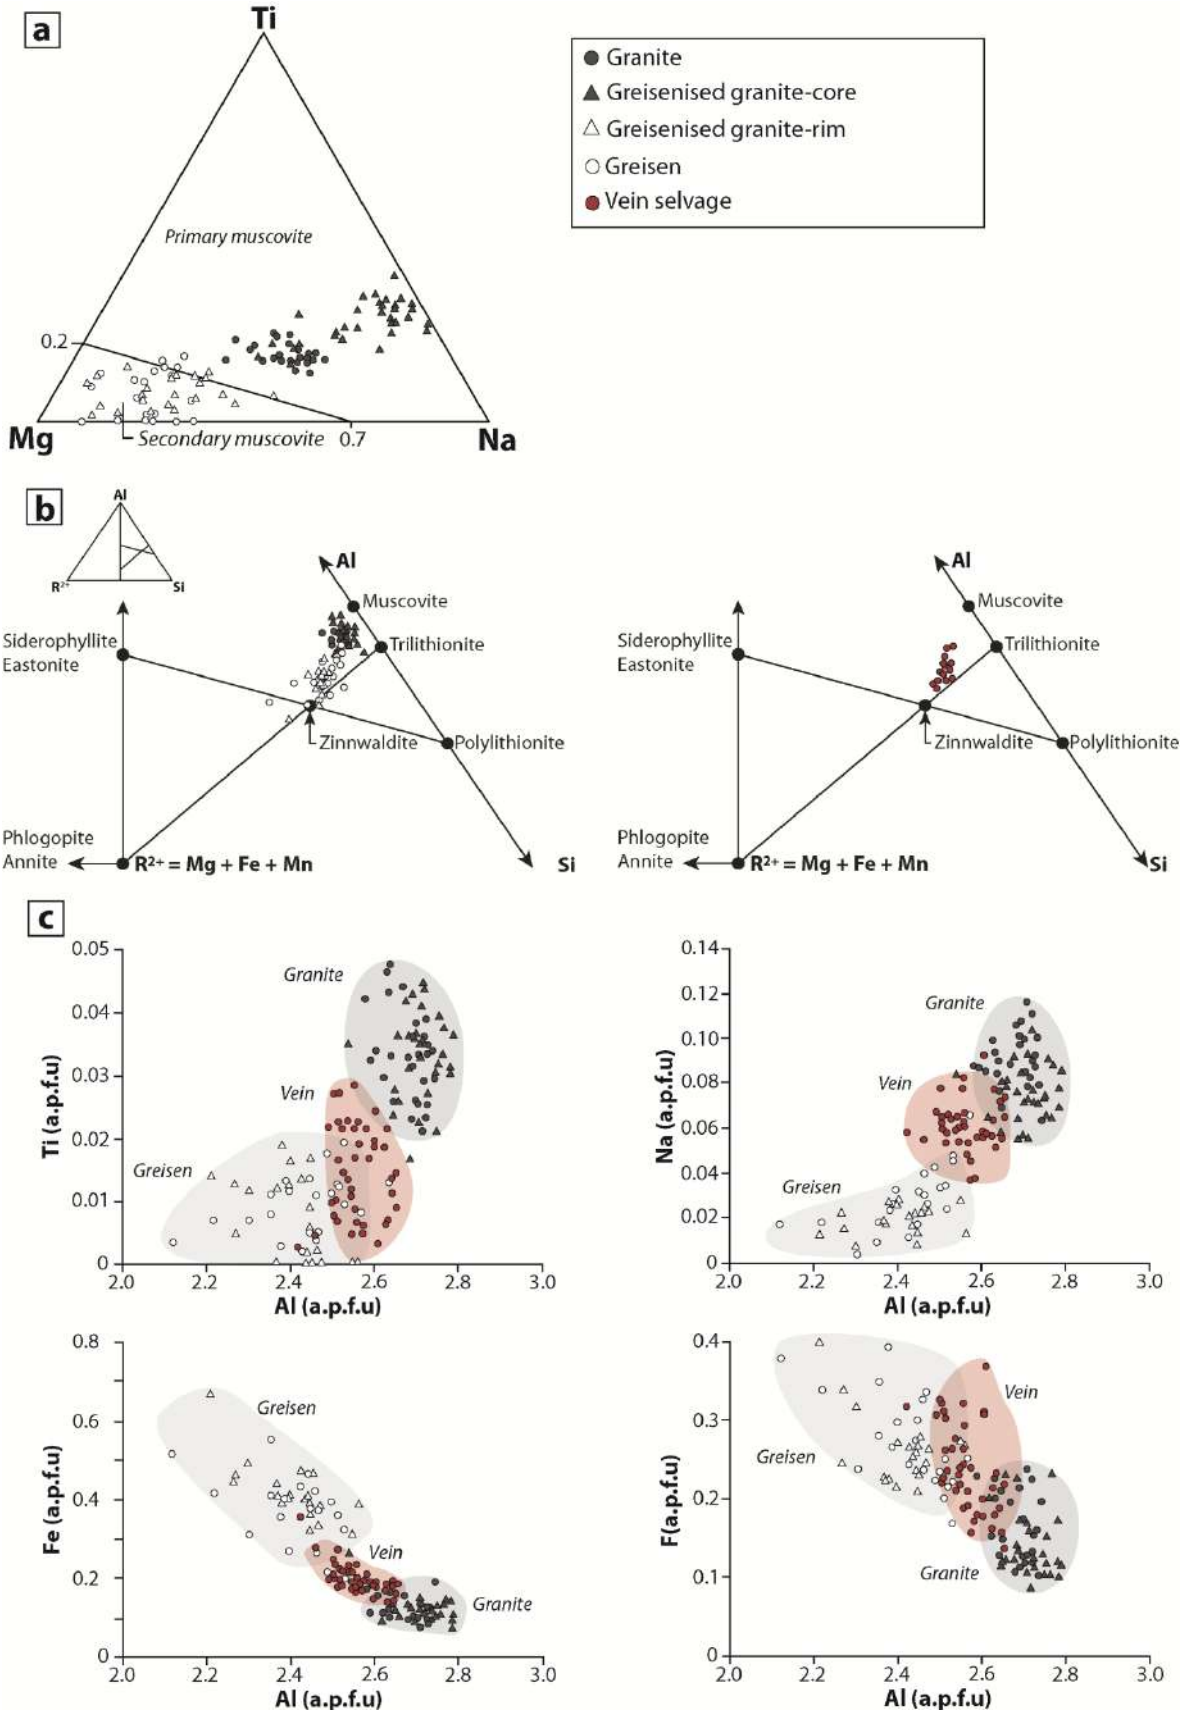 a
Ti
Primary muscovite
0.2
Mg
Secondary muscovite
0.7
Na
Granite
Greisenised granite-core
Greisenised granite-rim
Greisen
Vein selvage
b
Al
R²⁺
Si
Al
Muscovite
Siderophyllite
Eastonite
Trilithionite
Zinnwaldite
Polylithionite
Phlogopite
Annite
R²⁺ = Mg + Fe + Mn
Si
Al
Muscovite
Siderophyllite
Eastonite
Trilithionite
Zinnwaldite
Polylithionite
Phlogopite
Annite
R²⁺ = Mg + Fe + Mn
Si
c
0.05
0.04
0.03
0.02
0.01
0
Ti (a.p.f.u)
Granite
Vein
Greisen
2.0
2.2
2.4
2.6
2.8
3.0
Al (a.p.f.u)
0.14
0.12
0.10
0.08
0.06
0.04
0.02
0
Na (a.p.f.u)
Granite
Vein
Greisen
2.0
2.2
2.4
2.6
2.8
3.0
Al (a.p.f.u)
0.8
0.6
0.4
0.2
0
Fe (a.p.f.u)
Greisen
Vein
Granite
2.0
2.2
2.4
2.6
2.8
3.0
Al (a.p.f.u)
0.4
0.3
0.2
0.1
0
F(a.p.f.u)
Vein
Greisen
Granite
2.0
2.2
2.4
2.6
2.8
3.0
Al (a.p.f.u)